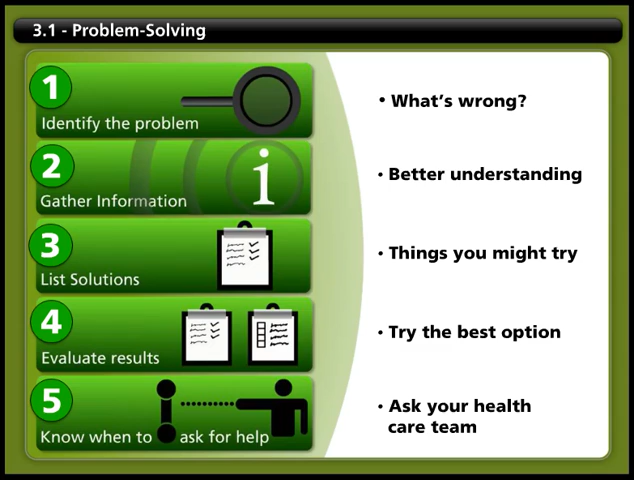 3.1 - Problem-Solving
1
Identify the problem
• What's wrong?
2
i
Gather Information
• Better understanding
3
List Solutions
• Things you might try
4
Evaluate results
• Try the best option
5
Know when to ask for help
• Ask your health
care team